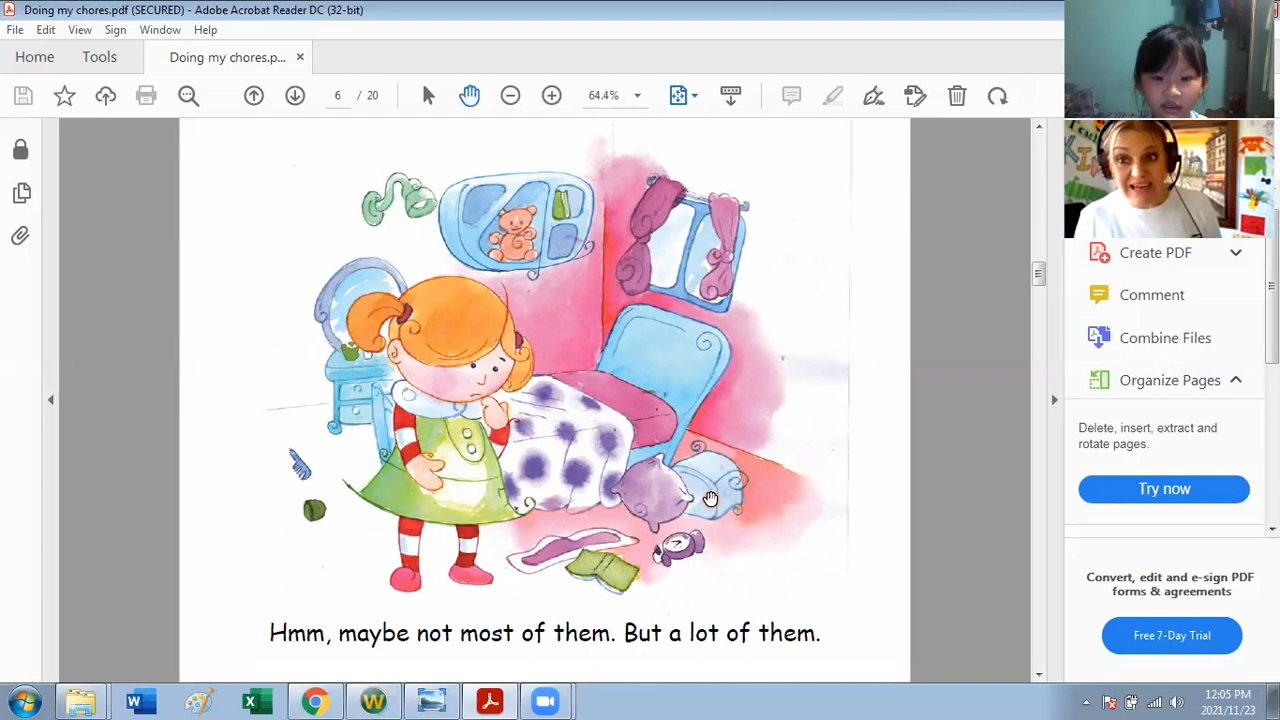 Doing my chores.pdf (SECURED) - Adobe Acrobat Reader DC (32-bit)
File Edit View Sign Window Help
Home Tools Doing my chores.p... ×
6 / 20 64.4%
Create PDF
Comment
Combine Files
Organize Pages
Delete, insert, extract and
rotate pages.
Try now
Convert, edit and e-sign PDF
forms & agreements
Free 7-Day Trial
Hmm, maybe not most of them. But a lot of them.
12:05 PM
2021/11/23